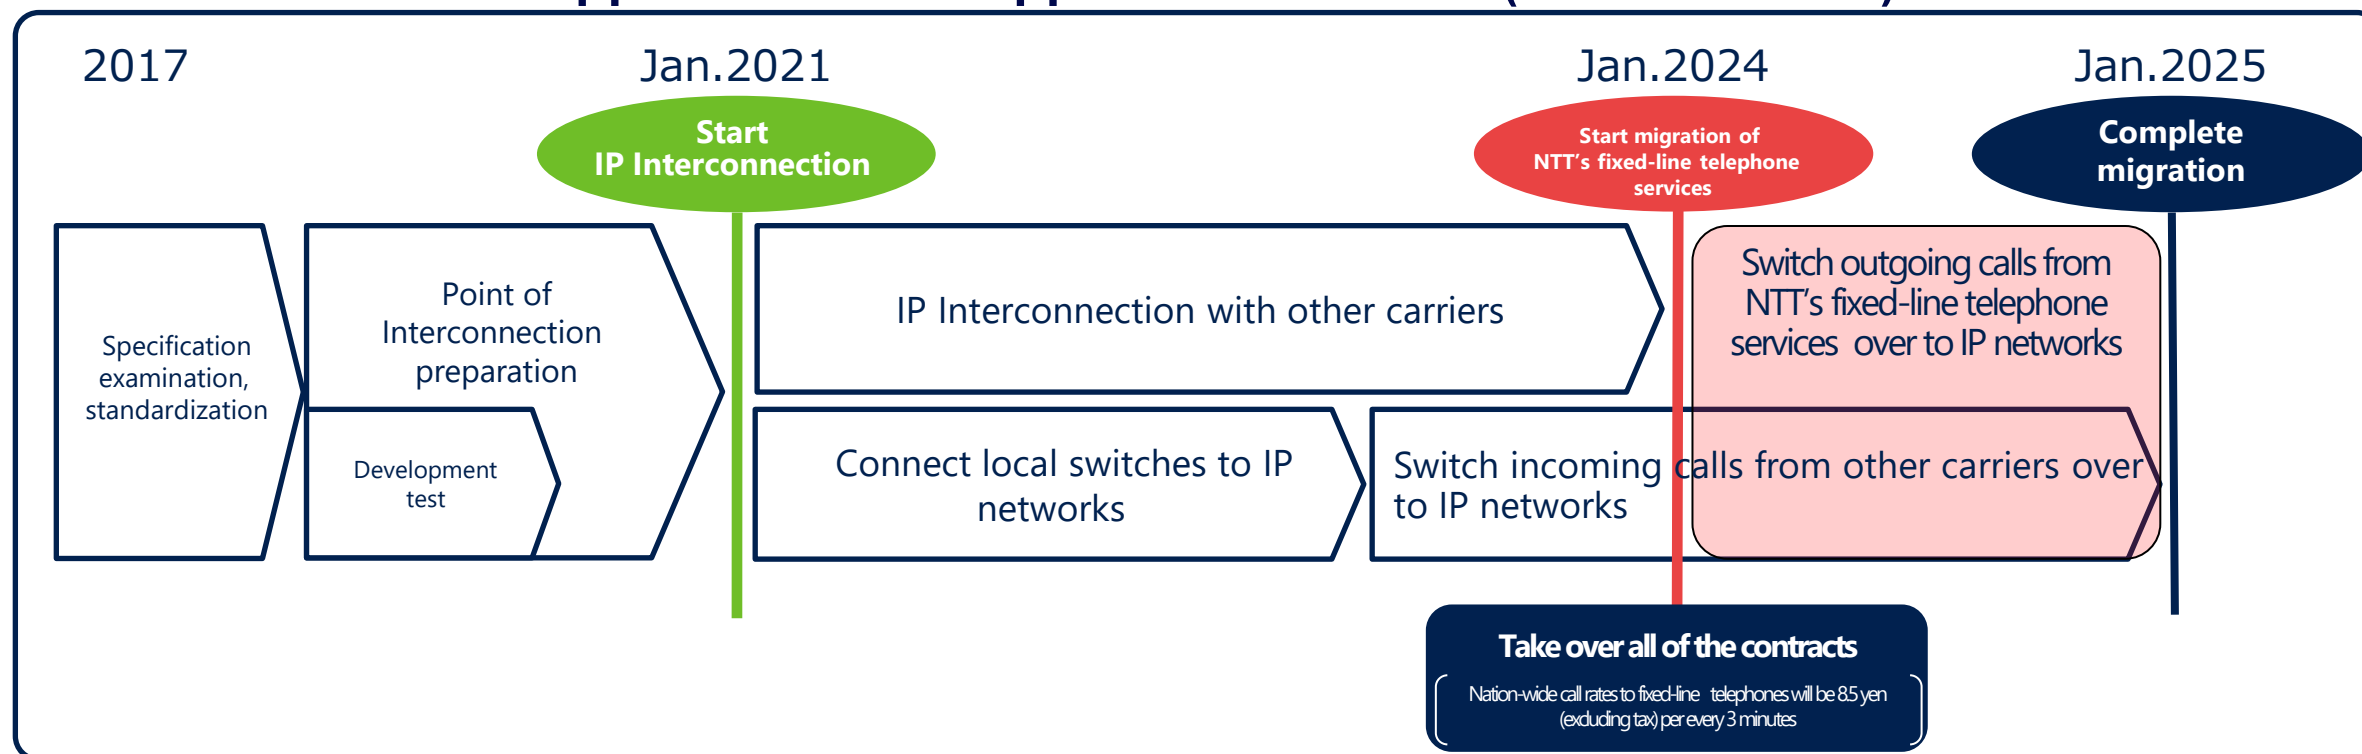 2017
Jan.2021
Jan.2024
Jan.2025
Start
IP Interconnection
Start migration of
NTT's fixed-line telephone
services
Complete
migration
Specification
examination,
standardization
Point of
Interconnection
preparation
Development
test
IP Interconnection with other carriers
Connect local switches to IP
networks
Switch outgoing calls from
NTT's fixed-line telephone
services over to IP networks
Switch incoming calls from other carriers over
to IP networks
Take over all of the contracts
Nation-wide call rates to fixed-line telephones will be 8.5 yen
(excluding tax) per every 3 minutes